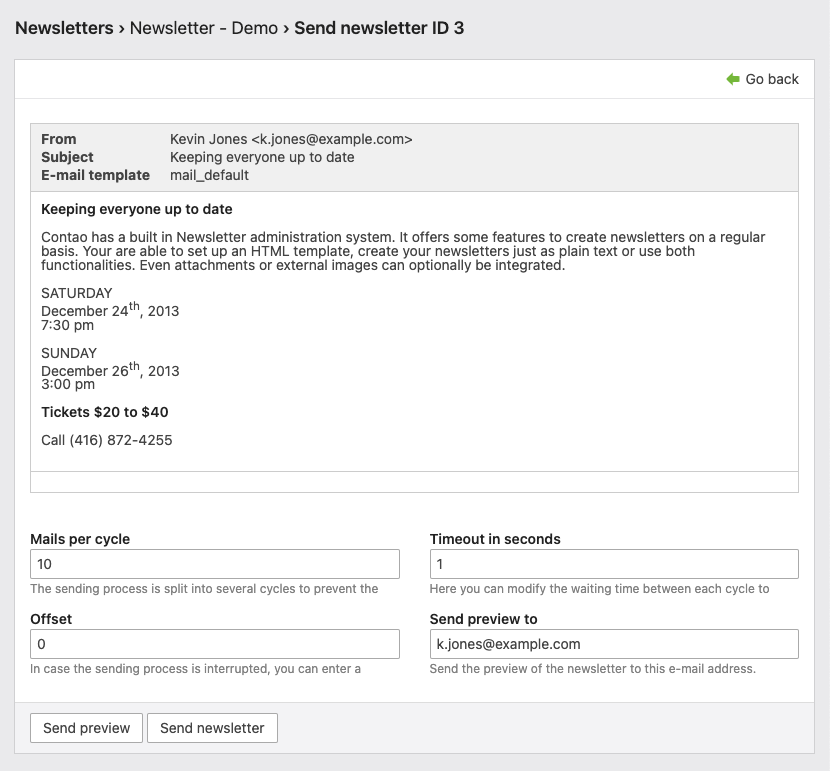 Newsletters › Newsletter - Demo › Send newsletter ID 3
Go back
From Kevin Jones <k.jones@example.com>
Subject Keeping everyone up to date
E-mail template mail_default
Keeping everyone up to date
Contao has a built in Newsletter administration system. It offers some features to create newsletters on a regular
basis. Your are able to set up an HTML template, create your newsletters just as plain text or use both
functionalities. Even attachments or external images can optionally be integrated.
SATURDAY
December 24th, 2013
7:30 pm
SUNDAY
December 26th, 2013
3:00 pm
Tickets $20 to $40
Call (416) 872-4255
Mails per cycle
10
The sending process is split into several cycles to prevent the
Timeout in seconds
1
Here you can modify the waiting time between each cycle to
Offset
0
In case the sending process is interrupted, you can enter a
Send preview to
k.jones@example.com
Send the preview of the newsletter to this e-mail address.
Send preview
Send newsletter